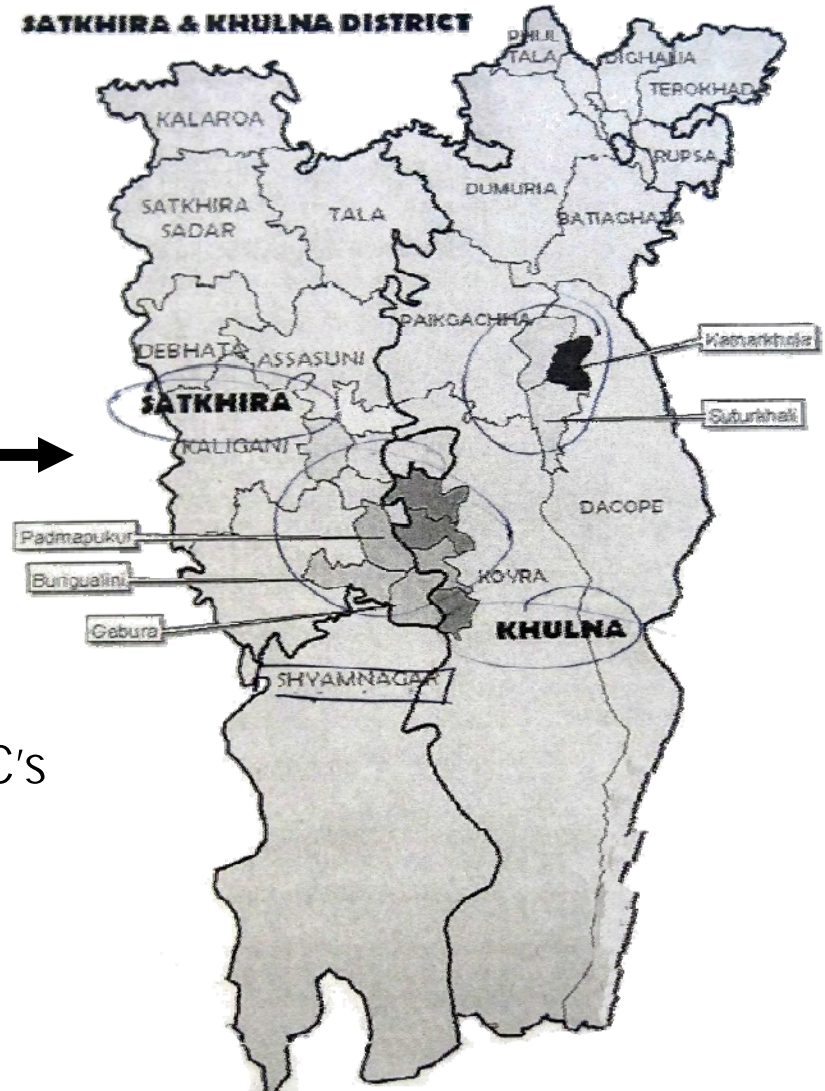 SATKHIRA & KHULNA DISTRICT
PHUL
TALA
DIGHALIA
TEROKHADA
KALAROA
RUPSA
DUMURIA
SATKHIRA
SADAR
TALA
BATIAGHATA
PAIKGACHHA
Kamarkhola
DEBHATA
ASSASUNI
SATKHIRA
Suturkhali
KALIGANJ
DACOPE
Padmapukur
Burigualini
KOYRA
Gabura
KHULNA
SHYAMNAGAR
C's